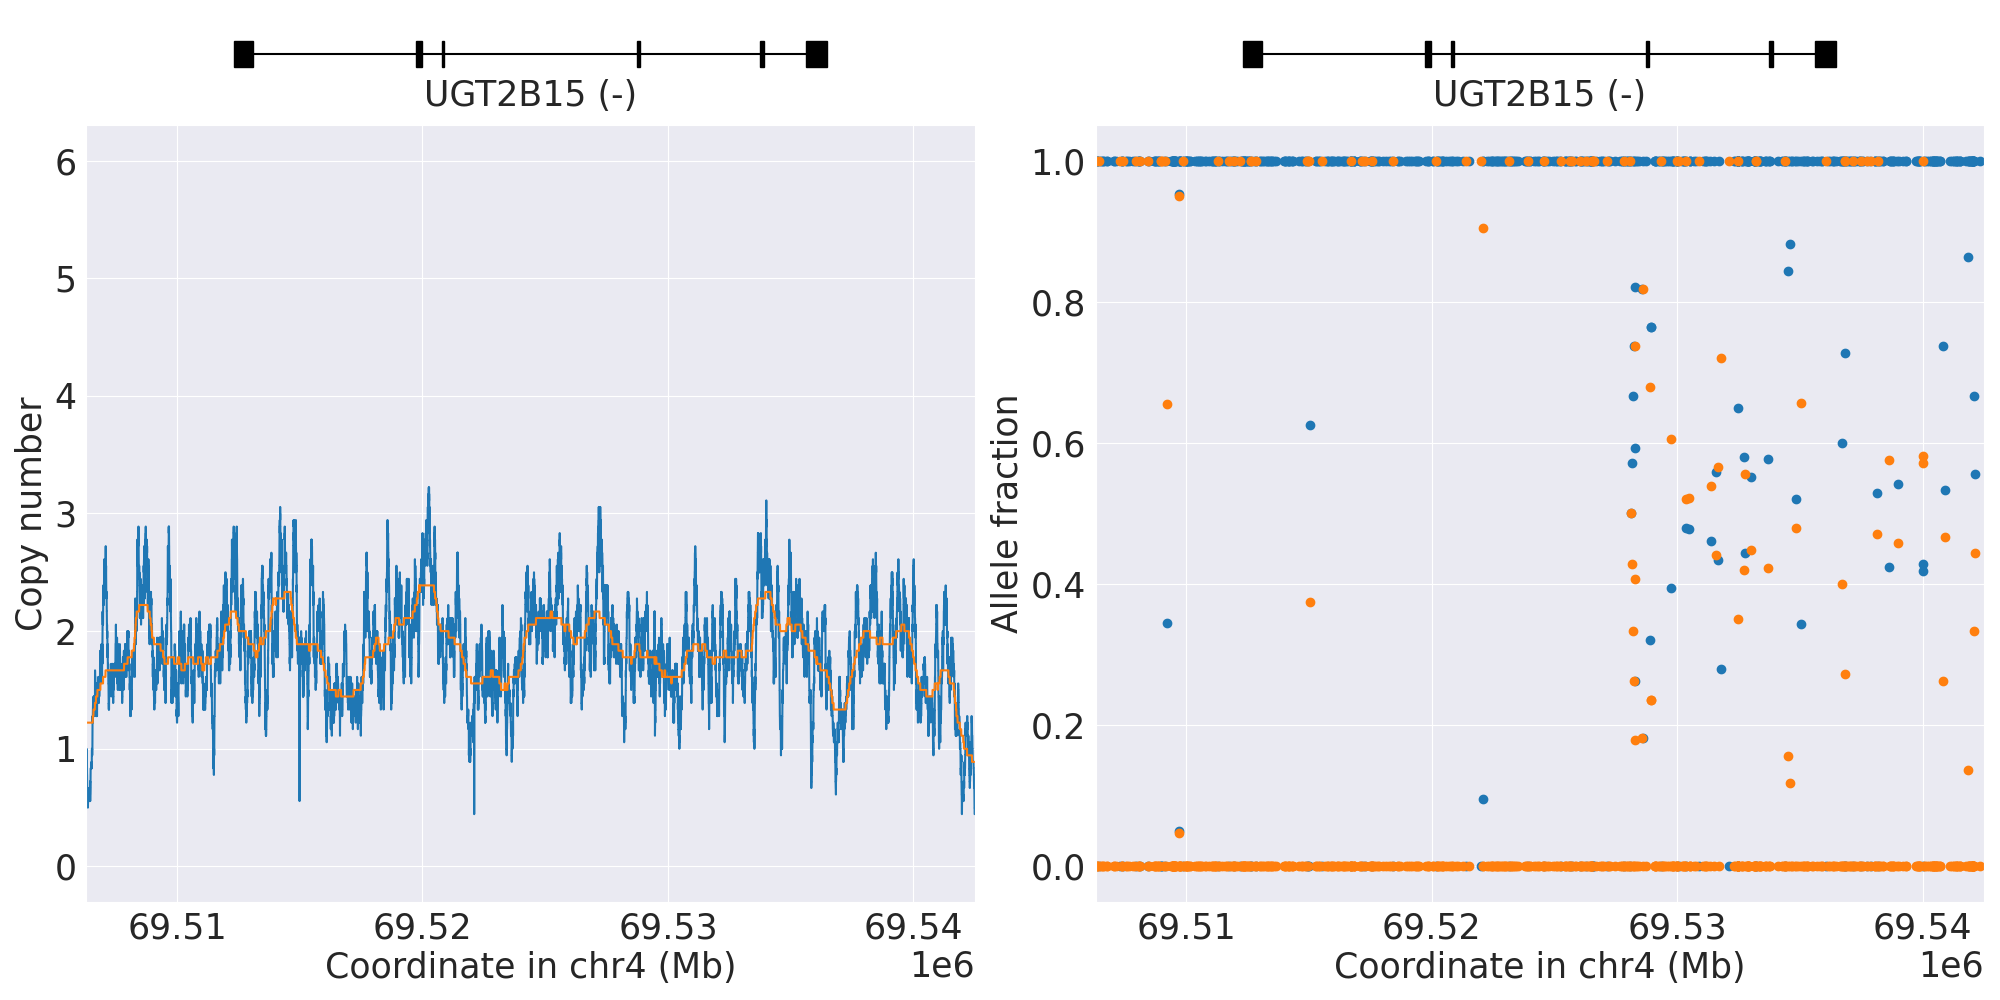 UGT2B15 (-)
UGT2B15 (-)
Copy number
6
5
4
3
2
1
0
69.51 69.52 69.53 69.54
Coordinate in chr4 (Mb) 1e6
Allele fraction
1.0
0.8
0.6
0.4
0.2
0.0
69.51 69.52 69.53 69.54
Coordinate in chr4 (Mb) 1e6